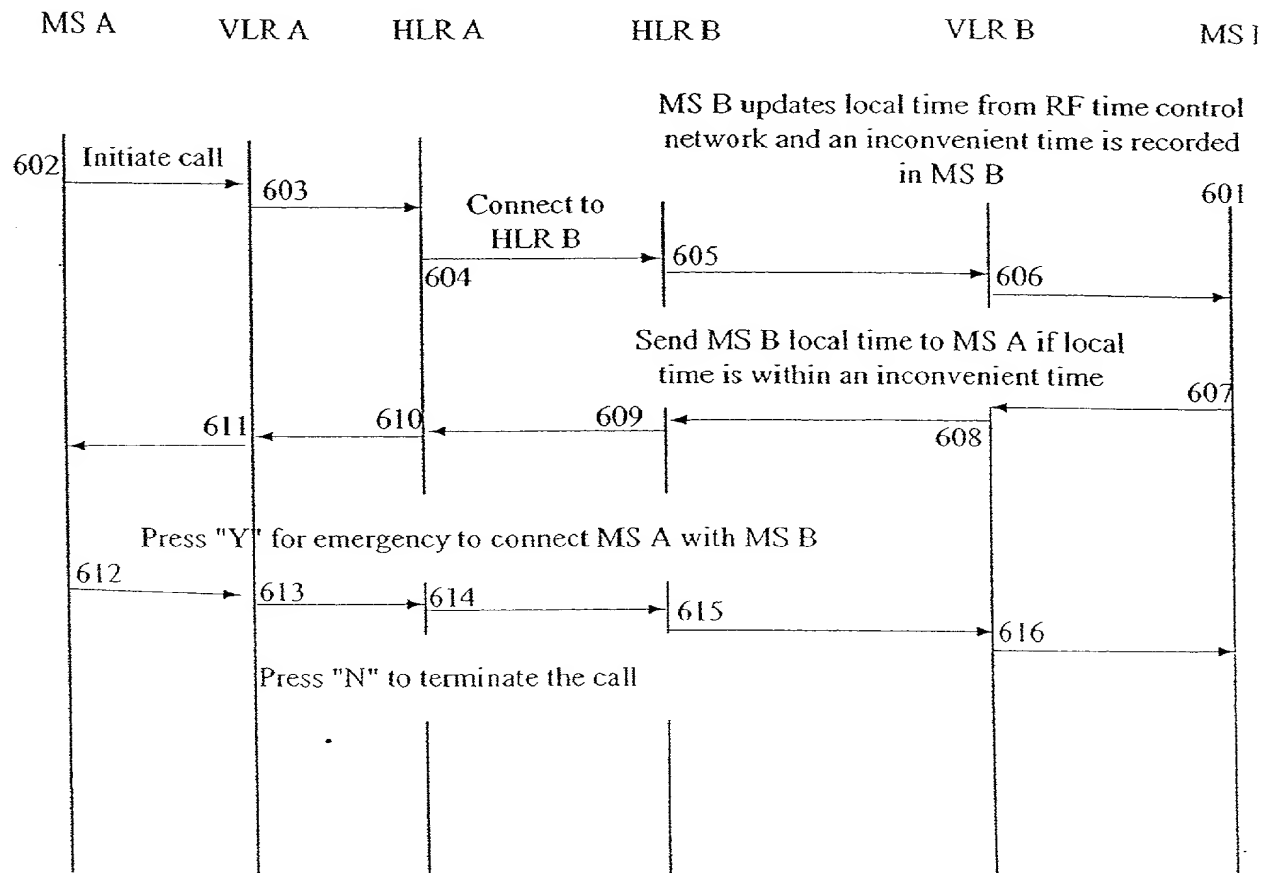 MS A VLR A HLR A HLR B VLR B MS
MS B updates local time from RF time control
network and an inconvenient time is recorded
in MS B
601
602 Initiate call
603
Connect to
HLR B
604
605
606
Send MS B local time to MS A if local
time is within an inconvenient time
607
608
609
610
611
Press "Y" for emergency to connect MS A with MS B
612
613
614
615
616
Press "N" to terminate the call